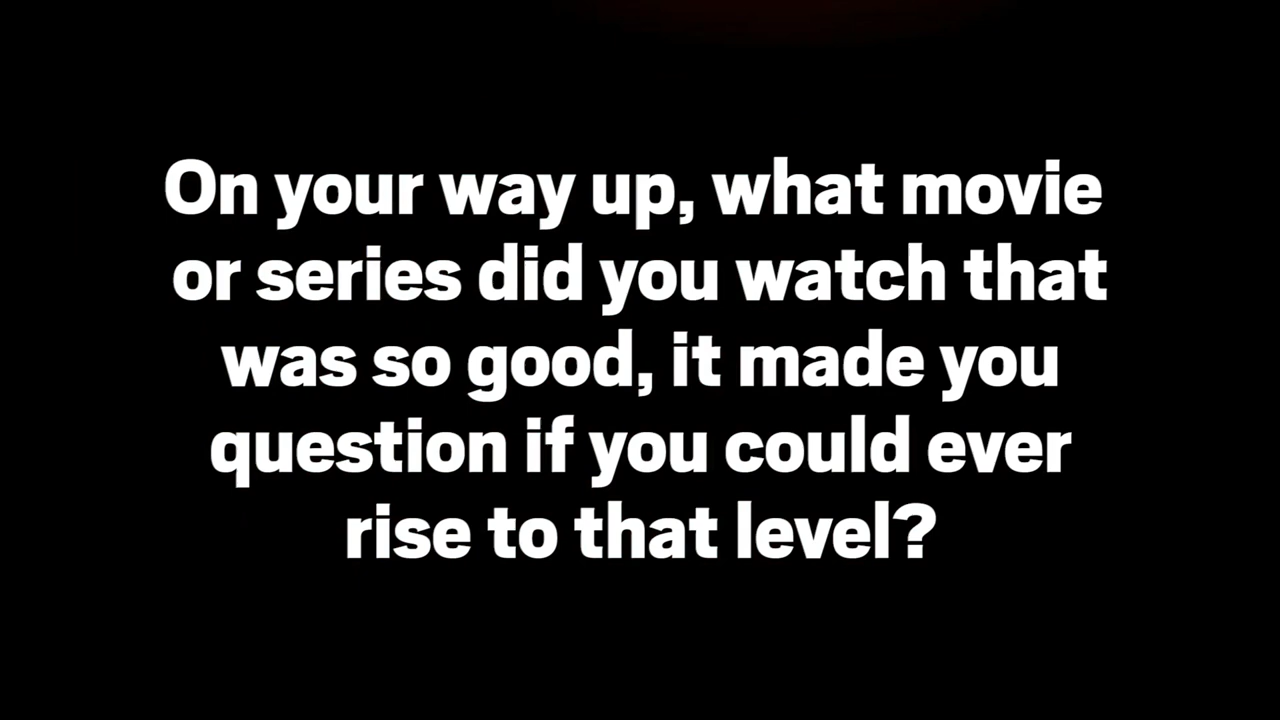 On your way up, what movie
or series did you watch that
was so good, it made you
question if you could ever
rise to that level?